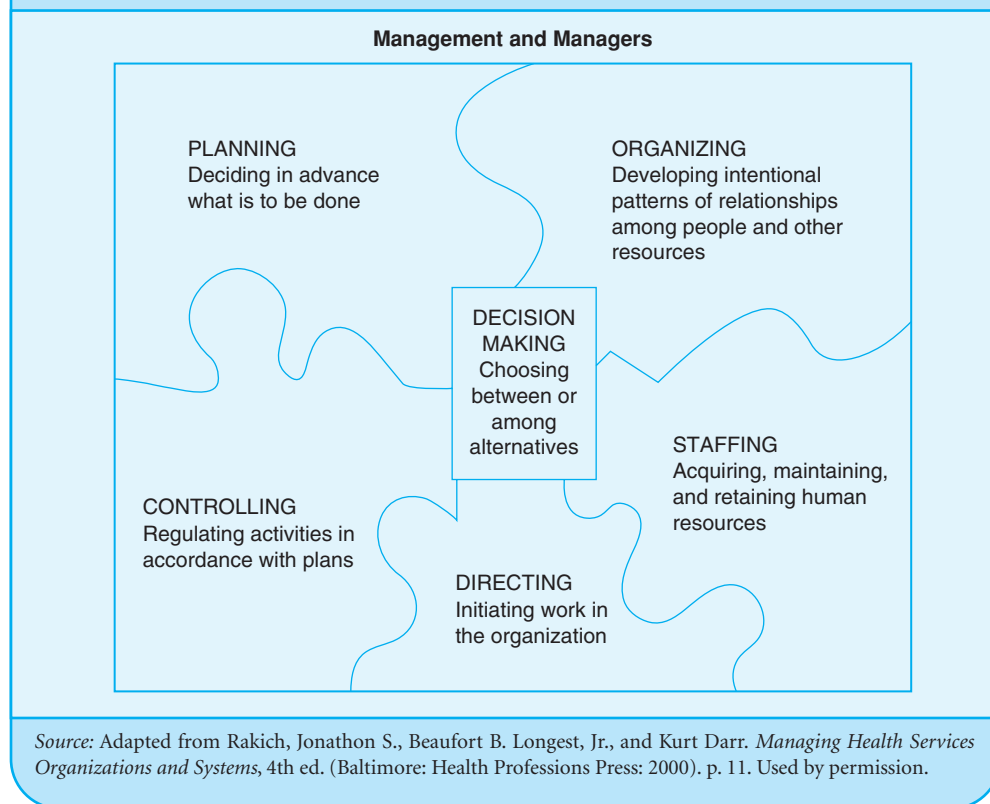 Management and Managers
PLANNING
Deciding in advance
what is to be done
ORGANIZING
Developing intentional
patterns of relationships
among people and other
resources
DECISION
MAKING
Choosing
between or
among
alternatives
STAFFING
Acquiring, maintaining,
and retaining human
resources
CONTROLLING
Regulating activities in
accordance with plans
DIRECTING
Initiating work in
the organization
Source: Adapted from Rakich, Jonathon S., Beaufort B. Longest, Jr., and Kurt Darr. Managing Health Services
Organizations and Systems, 4th ed. (Baltimore: Health Professions Press: 2000). p. 11. Used by permission.